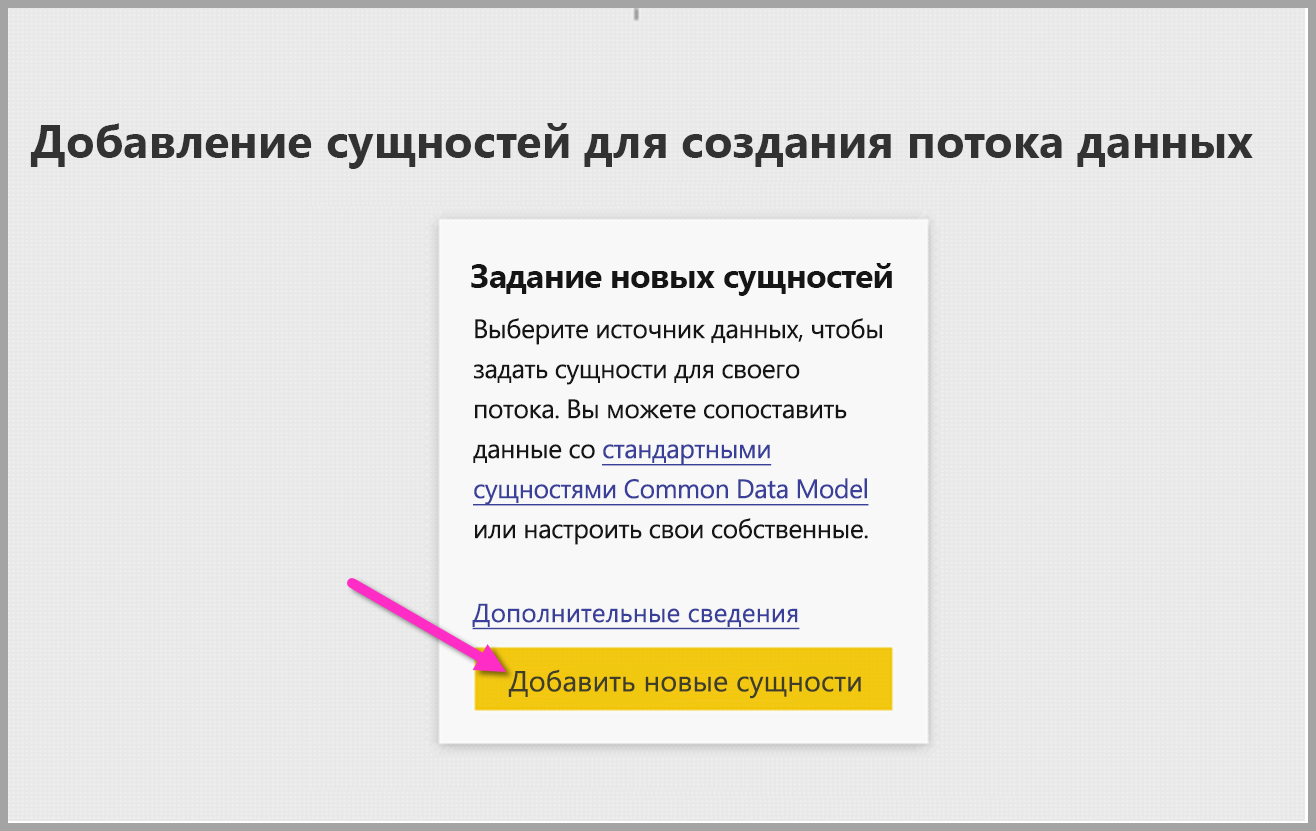 Добавление сущностей для создания потока данных
Задание новых сущностей
Выберите источник данных, чтобы
задать сущности для своего
потока. Вы можете сопоставить
данные со стандартными
сущностями Common Data Model
или настроить свои собственные.
Дополнительные сведения
Добавить новые сущности